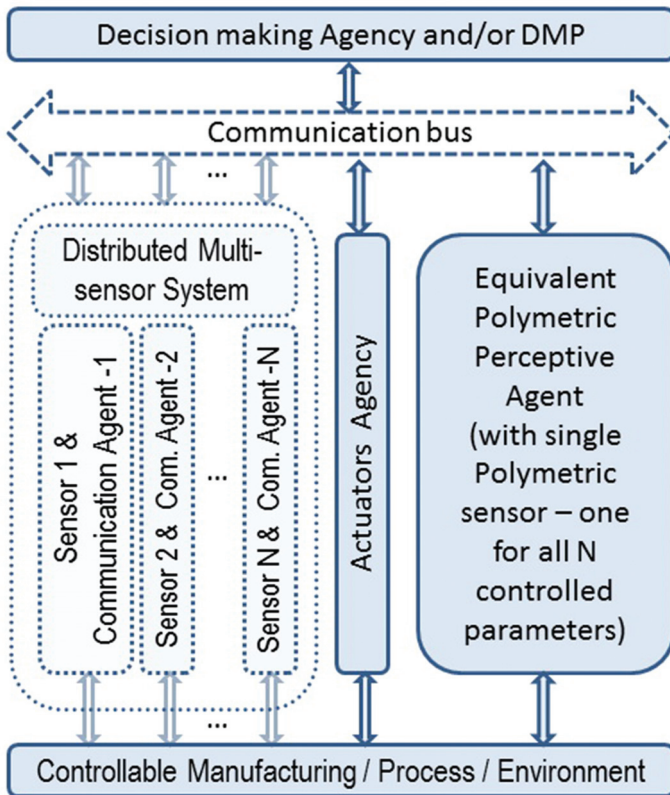 Decision making Agency and/or DMP
Communication bus
...
Distributed Multi-
sensor System
Sensor 1 &
Communication Agent -1
Sensor 2 & Com. Agent -2
...
Sensor N & Com. Agent -N
Actuators Agency
Equivalent
Polymetric
Perceptive
Agent
(with single
Polymetric
sensor – one
for all N
controlled
parameters)
...
Controllable Manufacturing / Process / Environment